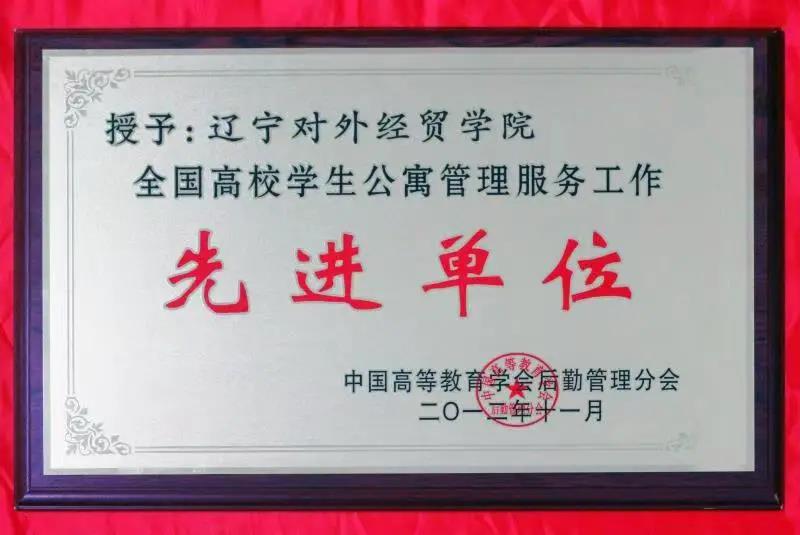 授予：辽宁对外经贸学院
全国高校学生公寓管理服务工作
先进单位
中国高等教育学会后勤管理分会
二〇一二年十一月